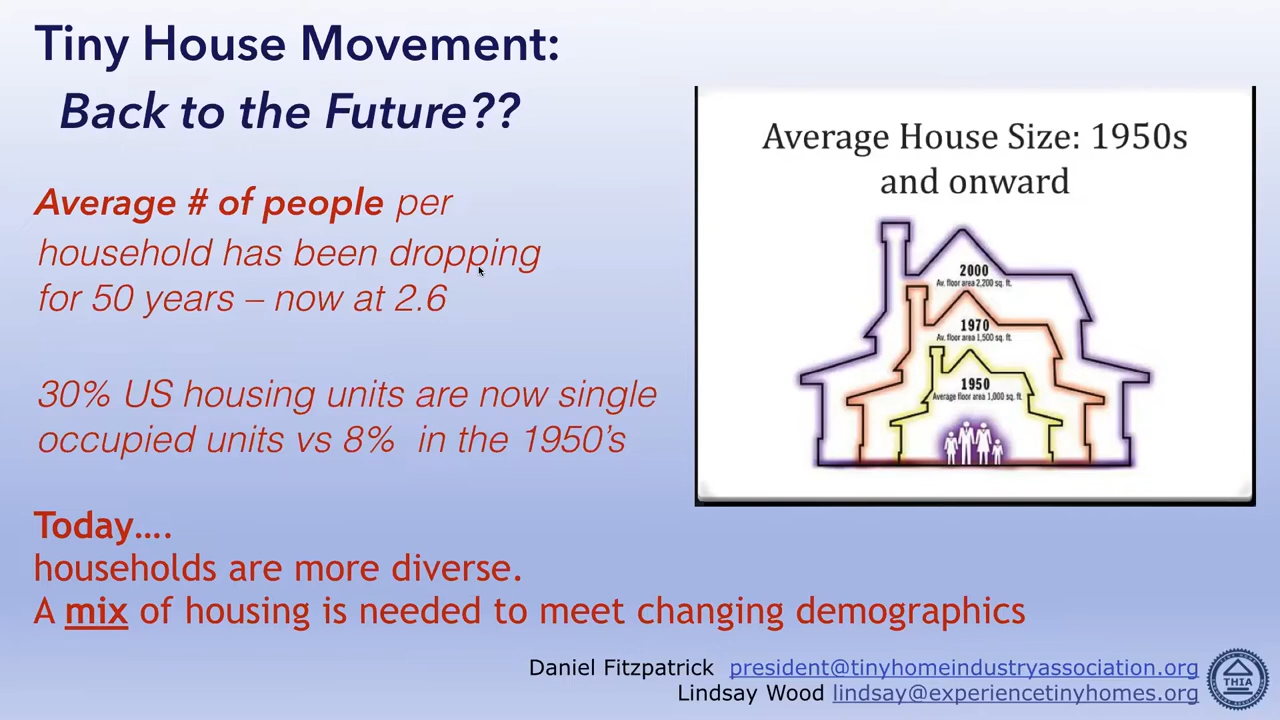 Tiny House Movement:
Back to the Future??
Average # of people per
household has been dropping
for 50 years – now at 2.6
30% US housing units are now single
occupied units vs 8% in the 1950’s
Today....
households are more diverse.
A mix of housing is needed to meet changing demographics
Average House Size: 1950s
and onward
2000
Av. floor area 2,200 sq. ft.
1970
Av. floor area 1,500 sq. ft.
1950
Average floor area 1,000 sq. ft.
Daniel Fitzpatrick president@tinyhomeindustryassociation.org
Lindsay Wood lindsay@experiencetinyhomes.org
THIA